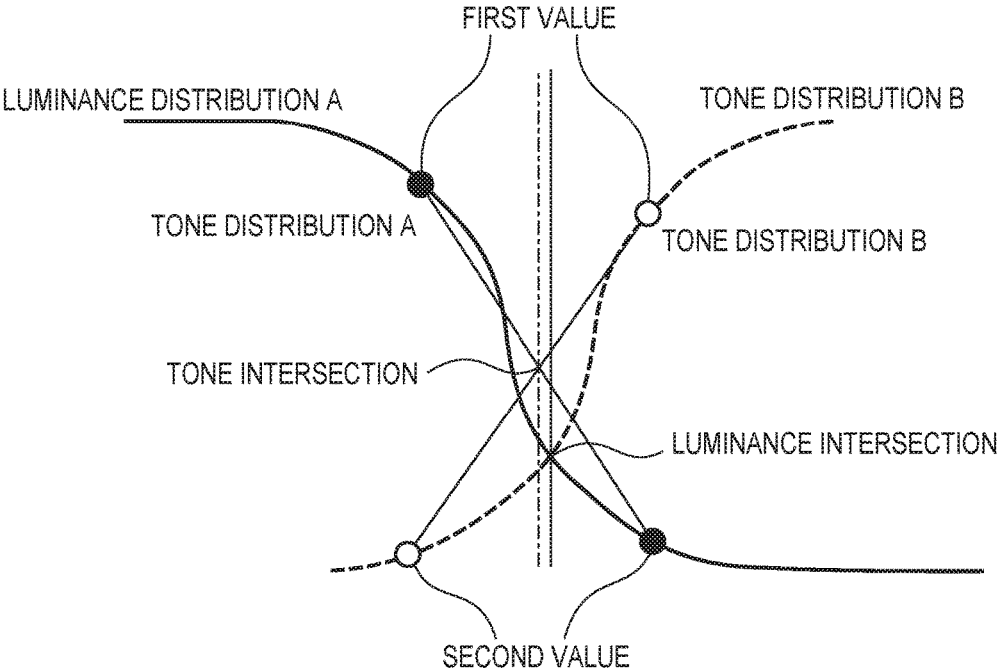 FIRST VALUE
LUMINANCE DISTRIBUTION A
TONE DISTRIBUTION B
TONE DISTRIBUTION A
TONE DISTRIBUTION B
TONE INTERSECTION
LUMINANCE INTERSECTION
SECOND VALUE